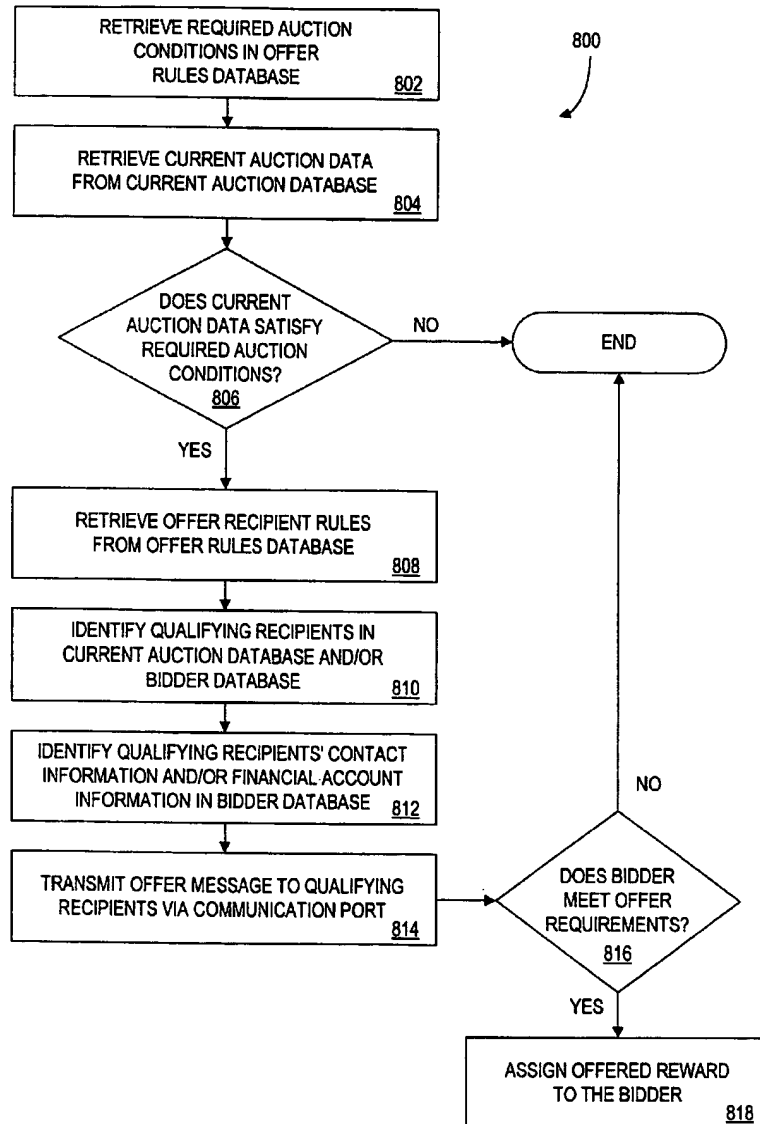 RETRIEVE REQUIRED AUCTION
CONDITIONS IN OFFER
RULES DATABASE
802
800
RETRIEVE CURRENT AUCTION DATA
FROM CURRENT AUCTION DATABASE
804
DOES CURRENT
AUCTION DATA SATISFY
REQUIRED AUCTION
CONDITIONS?
806
NO
END
YES
RETRIEVE OFFER RECIPIENT RULES
FROM OFFER RULES DATABASE
808
IDENTIFY QUALIFYING RECIPIENTS IN
CURRENT AUCTION DATABASE AND/OR
BIDDER DATABASE
810
IDENTIFY QUALIFYING RECIPIENTS' CONTACT
INFORMATION AND/OR FINANCIAL ACCOUNT
INFORMATION IN BIDDER DATABASE
812
NO
TRANSMIT OFFER MESSAGE TO QUALIFYING
RECIPIENTS VIA COMMUNICATION PORT
814
DOES BIDDER
MEET OFFER
REQUIREMENTS?
816
YES
ASSIGN OFFERED REWARD
TO THE BIDDER
818